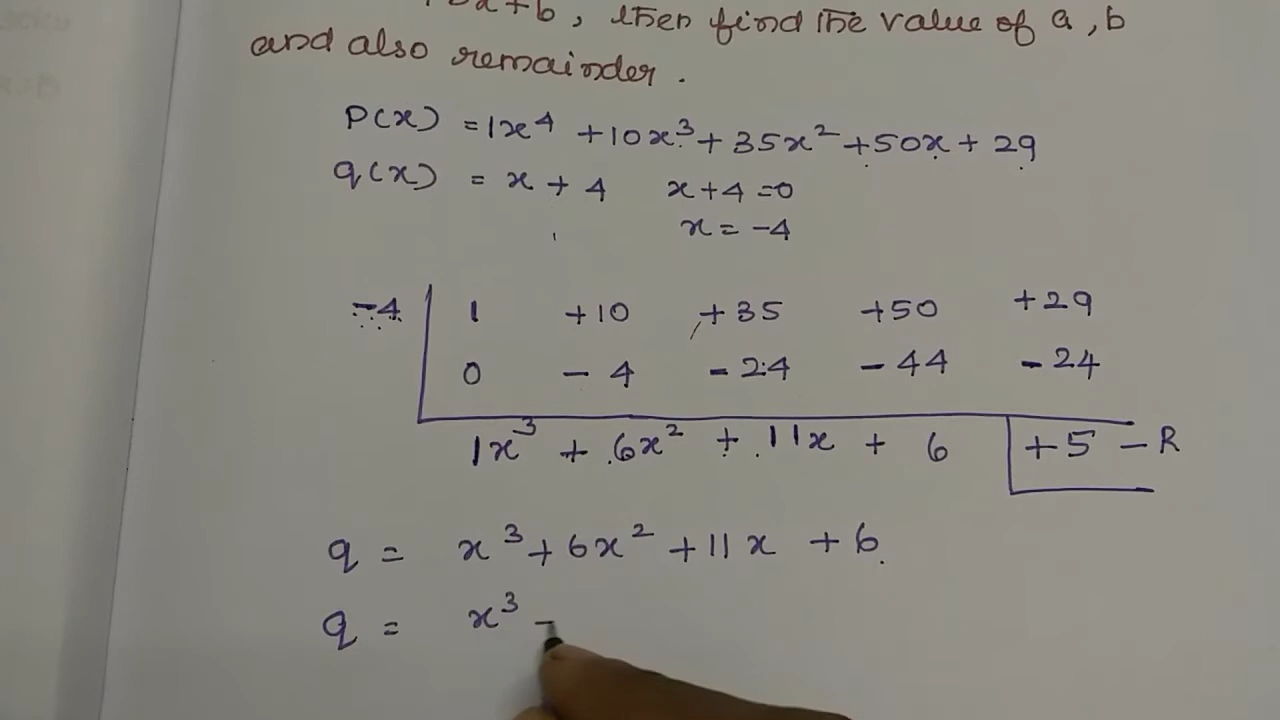 x+b, then find the value of a, b
and also remainder.
P(x) = 1x⁴ + 10x³ + 35x² + 50x + 29
q(x) = x + 4 x + 4 = 0
x = -4
-4 | 1 +10 +35 +50 +29
0 - 4 - 24 - 44 - 24
1x³ + 6x² + 11x + 6 | +5 - R
q = x³ + 6x² + 11x + 6
q = x³ -